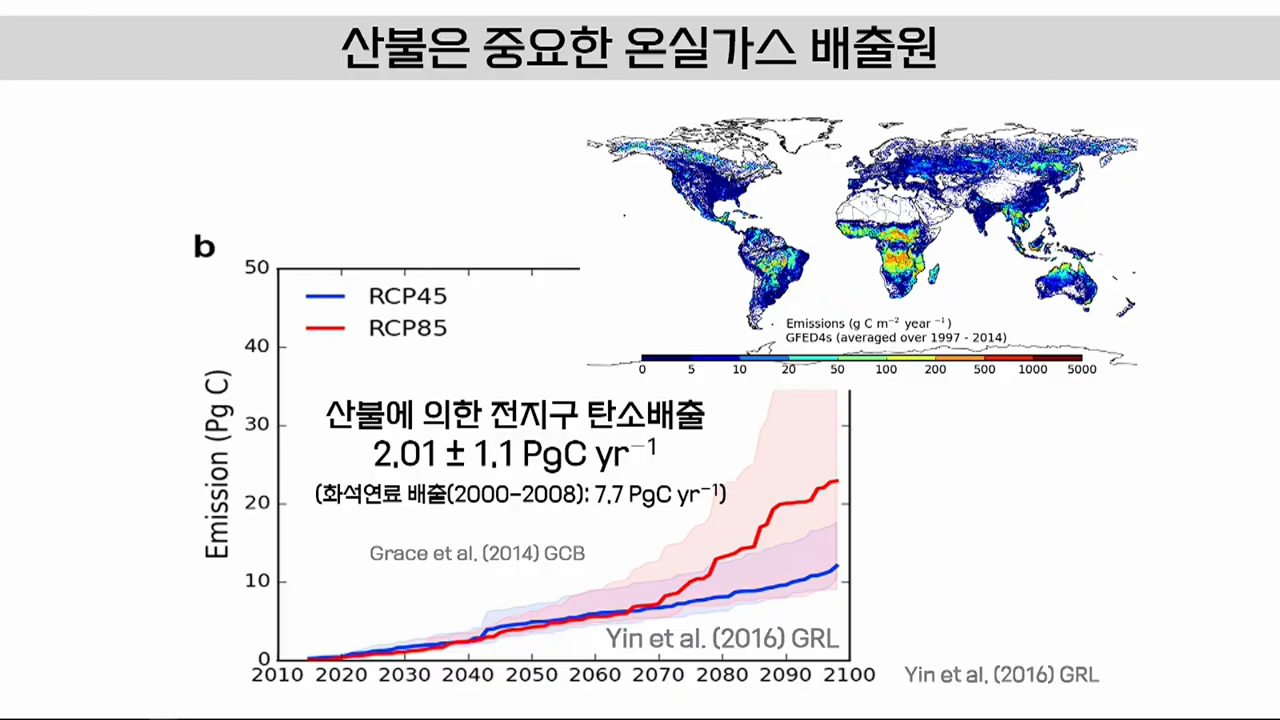 산불은 중요한 온실가스 배출원
Emissions (g C m⁻² year ⁻¹)
GFED4s (averaged over 1997 - 2014)
0 5 10 20 50 100 200 500 1000 5000
b
50
40
30
20
10
0
Emission (Pg C)
RCP45
RCP85
산불에 의한 전지구 탄소배출
2.01 ± 1.1 PgC yr⁻¹
(화석연료 배출(2000-2008): 7.7 PgC yr⁻¹)
Grace et al. (2014) GCB
Yin et al. (2016) GRL
2010 2020 2030 2040 2050 2060 2070 2080 2090 2100
Yin et al. (2016) GRL